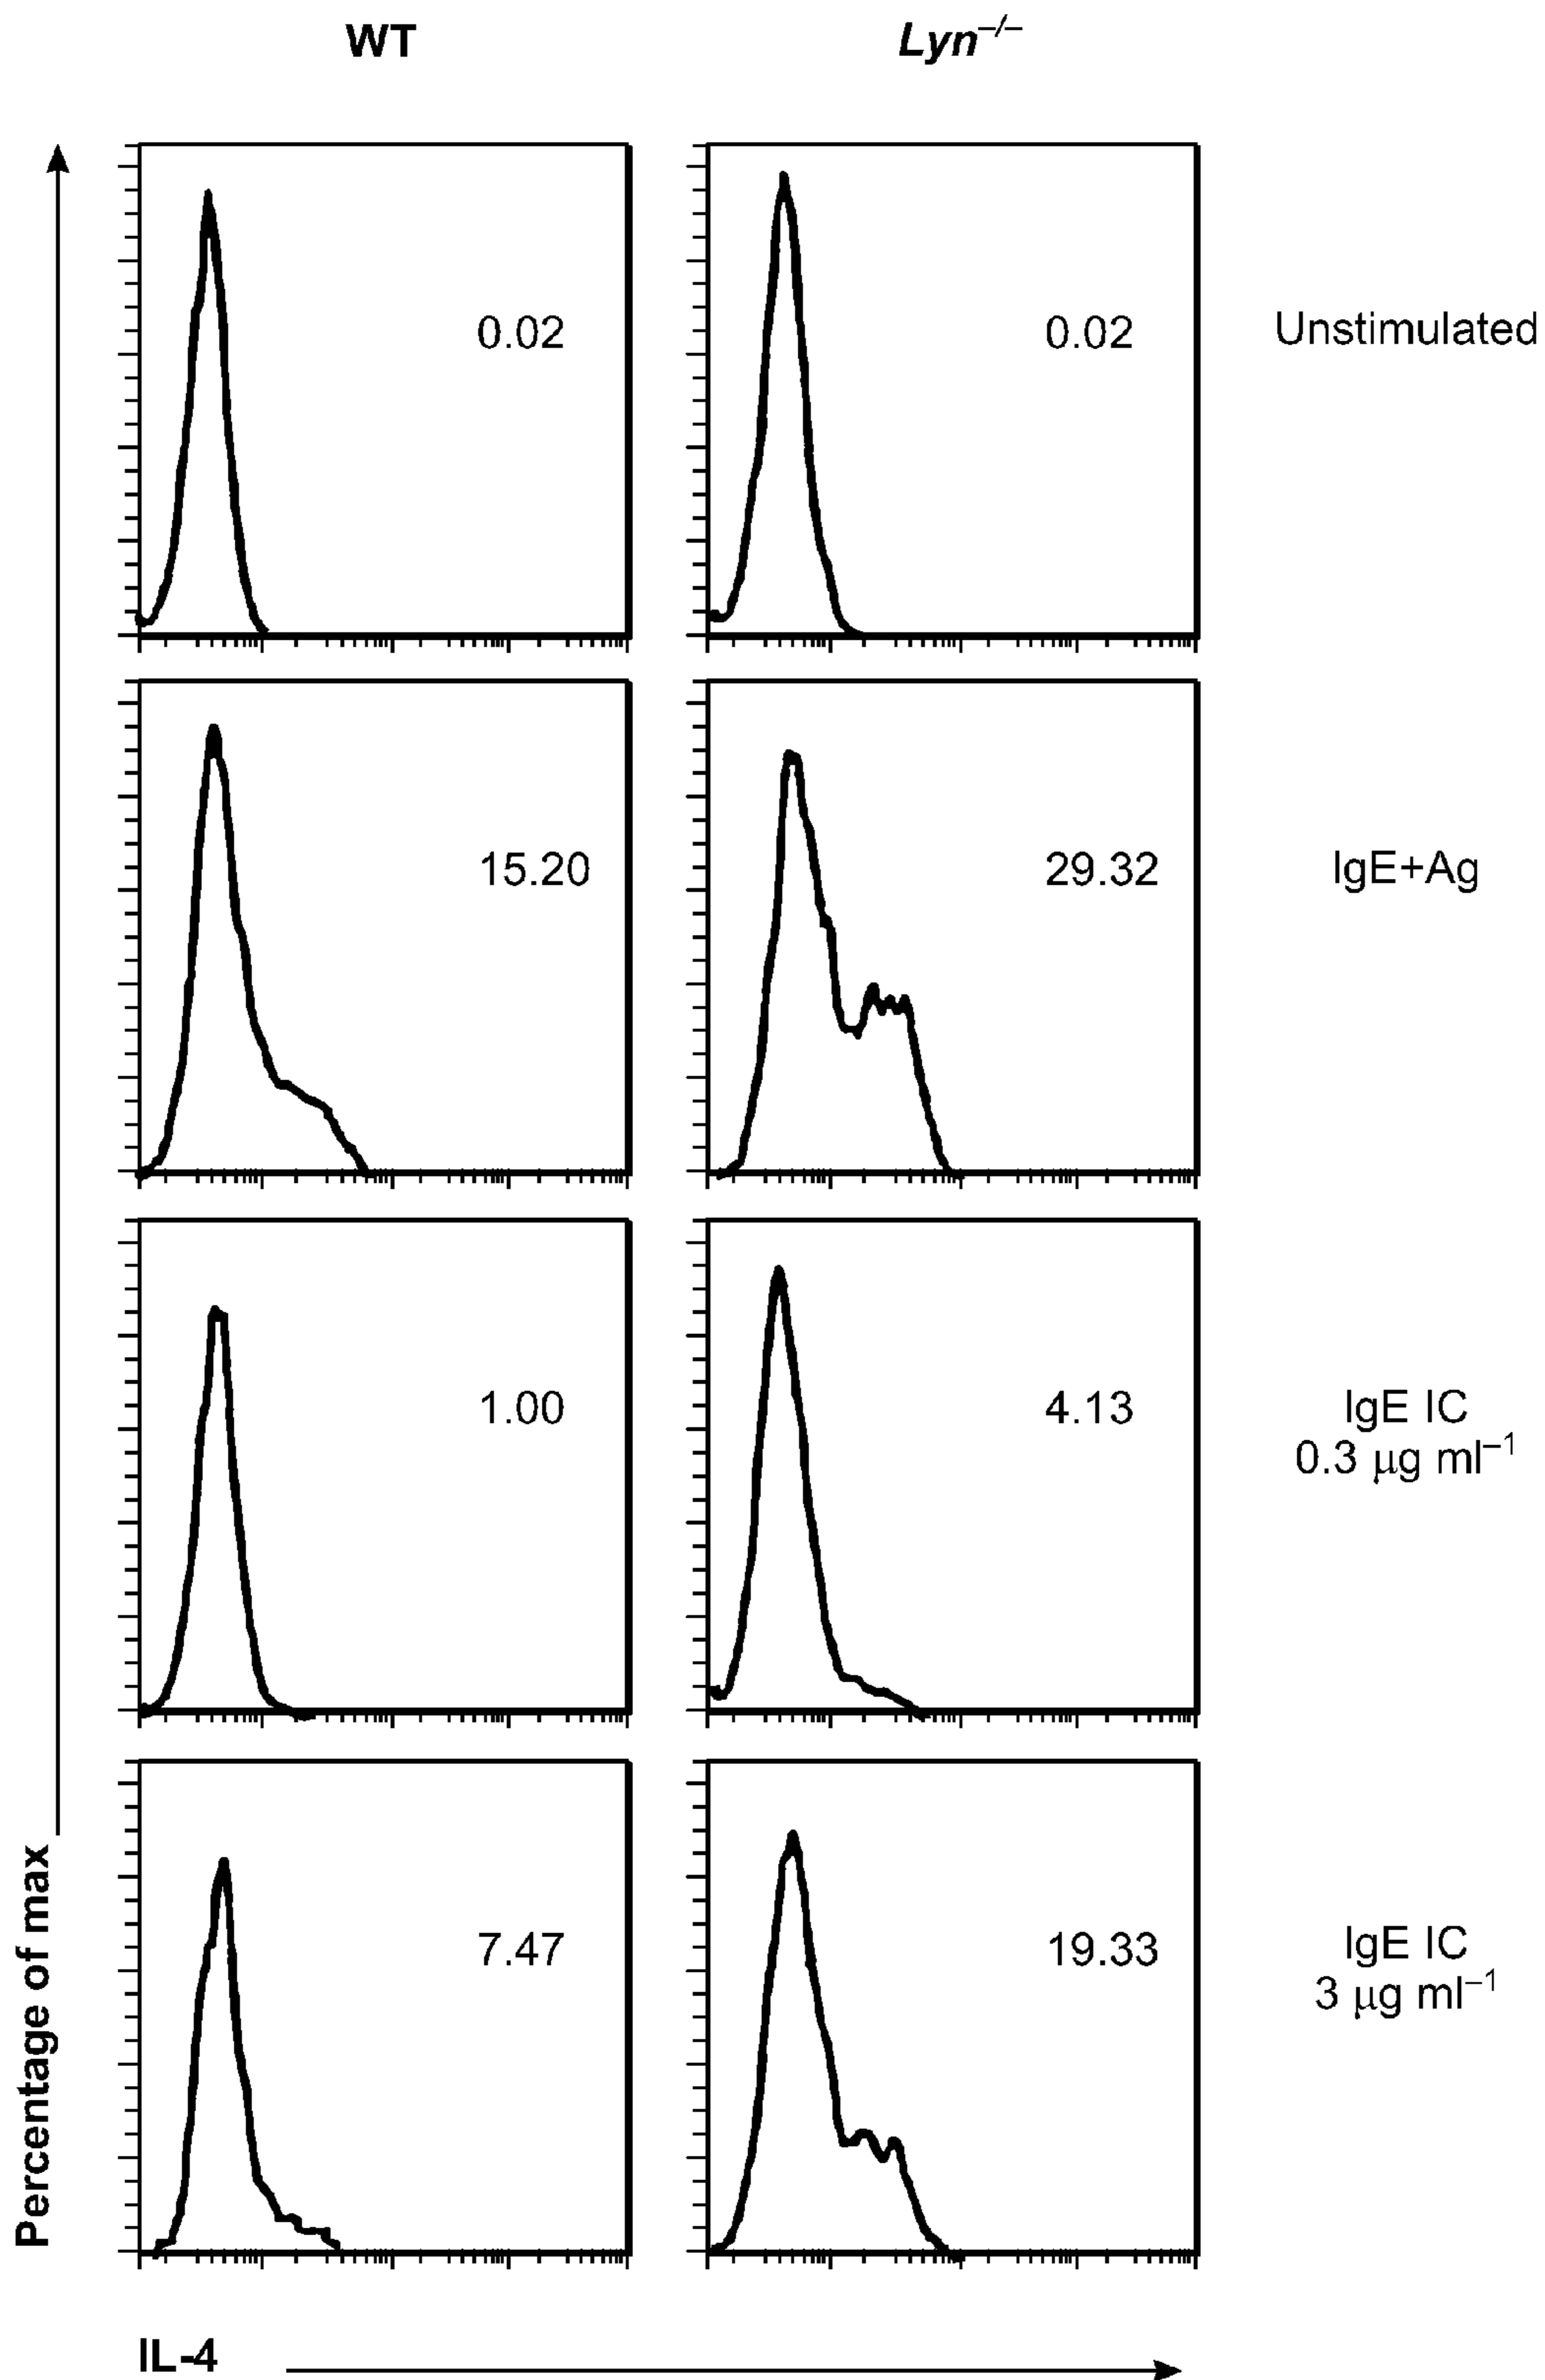 WT
Lyn−/−
0.02
0.02
Unstimulated
15.20
29.32
IgE+Ag
1.00
4.13
IgE IC
0.3 µg ml−1
7.47
19.33
IgE IC
3 µg ml−1
Percentage of max
IL-4